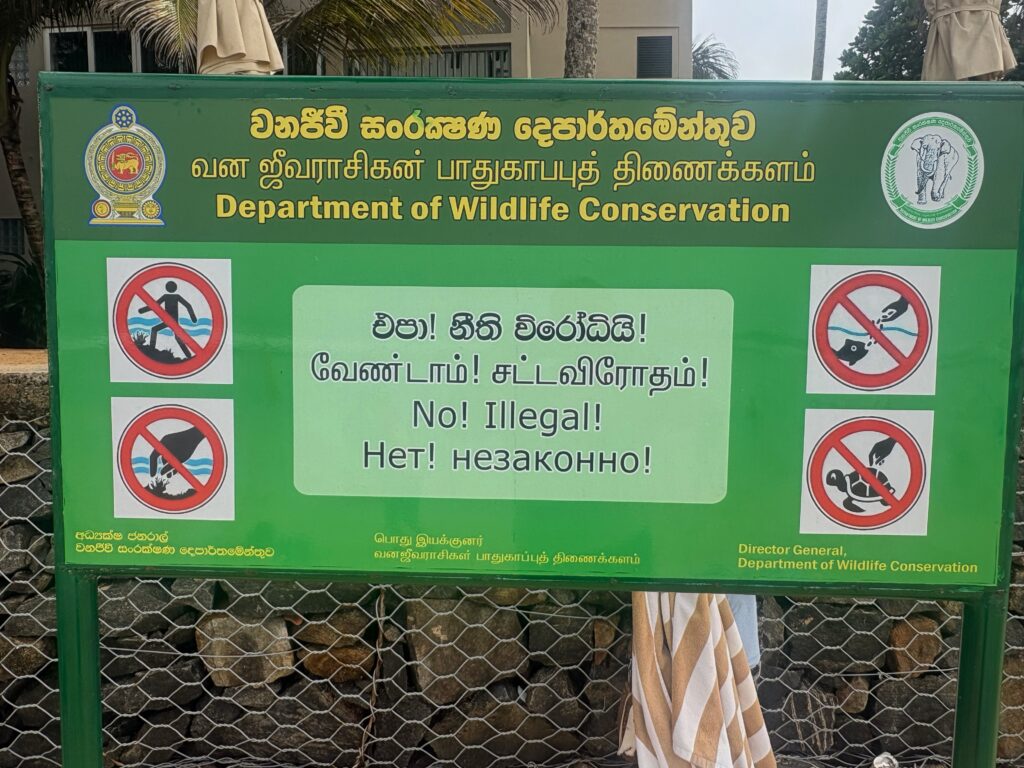 වනජීවී සංරක්ෂණ දෙපාර්තමේන්තුව
வன ஜீவராசிகன் பாதுகாபபுத் திணைக்களம்
Department of Wildlife Conservation
එපා! නීති විරෝධියි!
வேண்டாம்! சட்டவிரோதம்!
No! Illegal!
Нет! незаконно!
අධ්‍යක්ෂ ජනරාල්
වනජීවී සංරක්ෂණ දෙපාර්තමේන්තුව
பொது இயக்குனர்
வனஜீவராசிகள் பாதுகாப்புத் திணைக்களம்
Director General,
Department of Wildlife Conservation